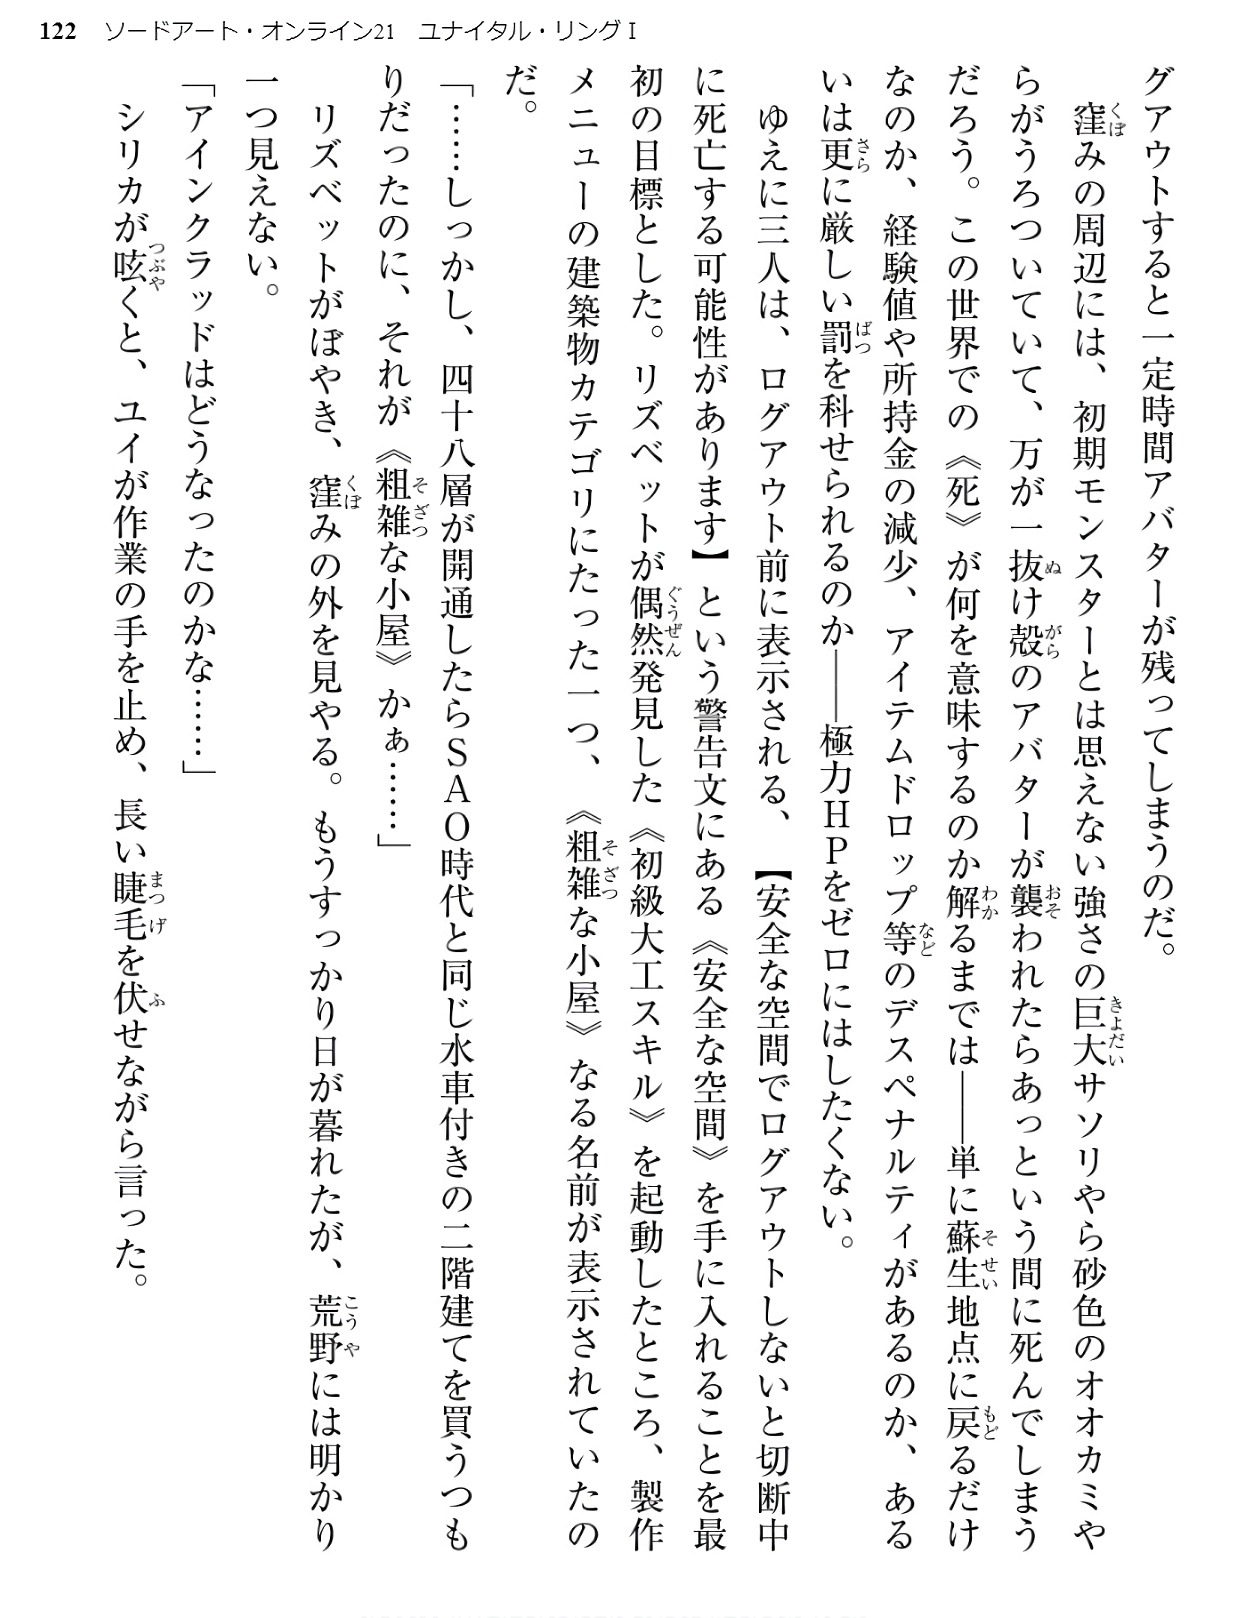 122 ソードアート・オンライン21 ユナイタル・リングⅠ
グアウトすると一定時間アバターが残ってしまうのだ。
　窪みの周辺には、初期モンスターとは思えない強さの巨大サソリやら砂色のオオカミや
らがうろついていて、万が一抜け殻のアバターが襲われたらあっという間に死んでしまう
だろう。この世界での《死》が何を意味するのか解るまでは――単に蘇生地点に戻るだけ
なのか、経験値や所持金の減少、アイテムドロップ等のデスペナルティがあるのか、ある
いは更に厳しい罰を科せられるのか――極力ＨＰをゼロにはしたくない。
　ゆえに三人は、ログアウト前に表示される、【安全な空間でログアウトしないと切断中
に死亡する可能性があります】という警告文にある《安全な空間》を手に入れることを最
初の目標とした。リズベットが偶然発見した《初級大工スキル》を起動したところ、製作
メニューの建築物カテゴリにたった一つ、《粗雑な小屋》なる名前が表示されていたの
だ。
「……しっかし、四十八層が開通したらＳＡＯ時代と同じ水車付きの二階建てを買うつも
りだったのに、それが《粗雑な小屋》かぁ……」
　リズベットがぼやき、窪みの外を見やる。もうすっかり日が暮れたが、荒野には明かり
一つ見えない。
「アインクラッドはどうなったのかな……」
　シリカが呟くと、ユイが作業の手を止め、長い睫毛を伏せながら言った。